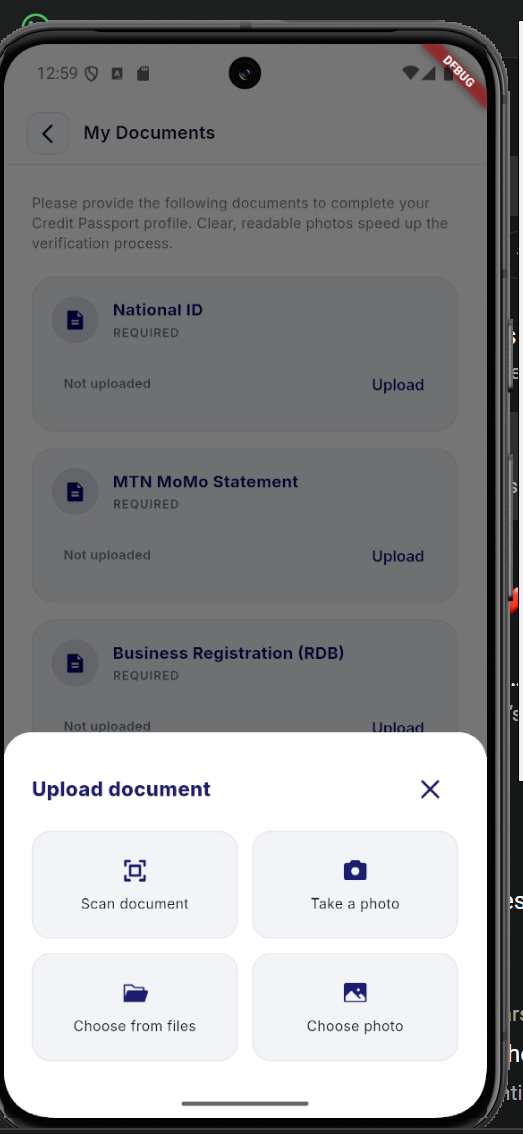 12:59
DEBUG
My Documents
Please provide the following documents to complete your
Credit Passport profile. Clear, readable photos speed up the
verification process.
National ID
REQUIRED
Not uploaded
Upload
MTN MoMo Statement
REQUIRED
Not uploaded
Upload
Business Registration (RDB)
REQUIRED
Not uploaded
Upload
Upload document
Scan document
Take a photo
Choose from files
Choose photo